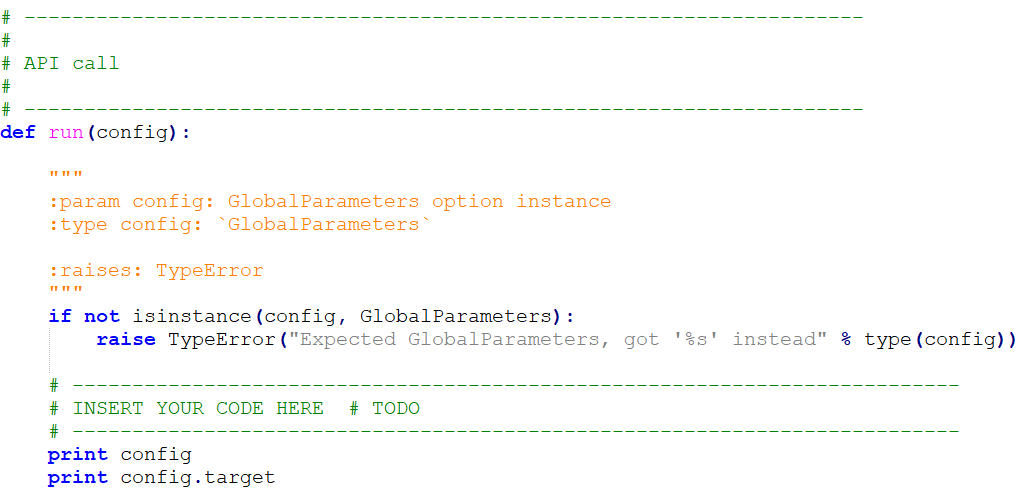 # ----------------------------------------------------------------------
#
# API call
#
# ----------------------------------------------------------------------
def run(config):
    """
    :param config: GlobalParameters option instance
    :type config: `GlobalParameters`
    :raises: TypeError
    """
    if not isinstance(config, GlobalParameters):
        raise TypeError("Expected GlobalParameters, got '%s' instead" % type(config))
    # --------------------------------------------------------------------------
    # INSERT YOUR CODE HERE  # TODO
    # --------------------------------------------------------------------------
    print config
    print config.target